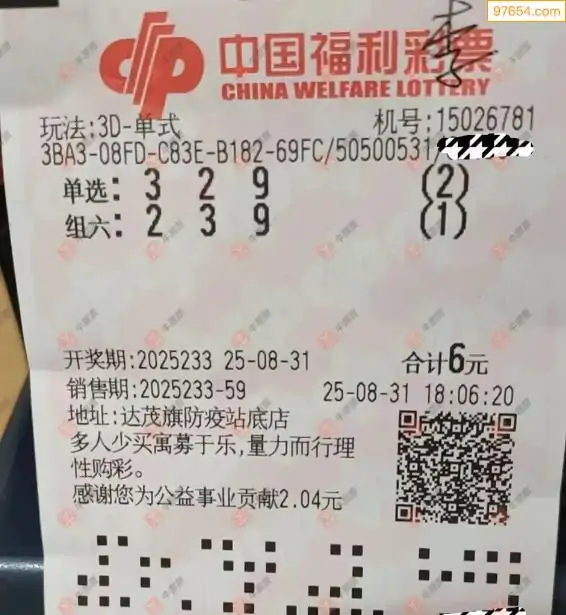 97654.com
中国福利彩票
李
CHINA WELFARE LOTTERY
玩法:3D-单式 机号:15026781
3BA3-08FD-C83E-B182-69FC/50500531/
单选: 3 2 9 (2)
组六: 2 3 9 (1)
开奖期:2025233 25-08-31 合计6元
销售期:2025233-59 25-08-31 18:06:20
地址:达茂旗防疫站底店
多人少买寓募于乐,量力而行理
性购彩。
感谢您为公益事业贡献2.04元